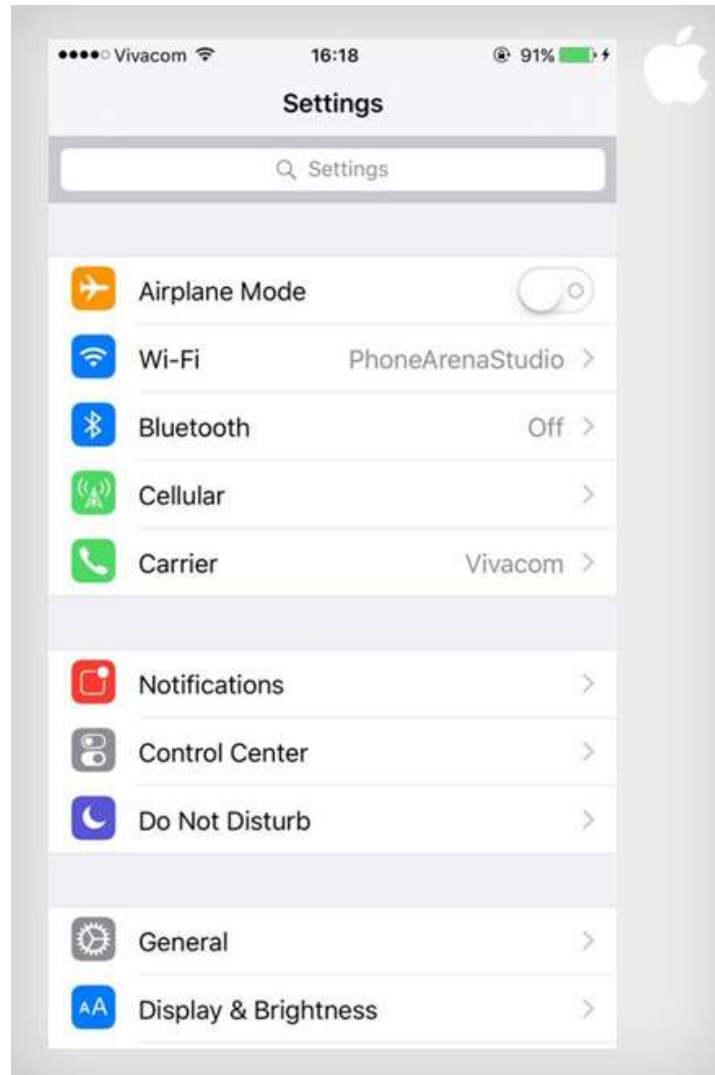 Vivacom 16:18 91%
Settings
Settings
Airplane Mode
Wi-Fi PhoneArenaStudio
Bluetooth Off
Cellular
Carrier Vivacom
Notifications
Control Center
Do Not Disturb
General
AA Display & Brightness